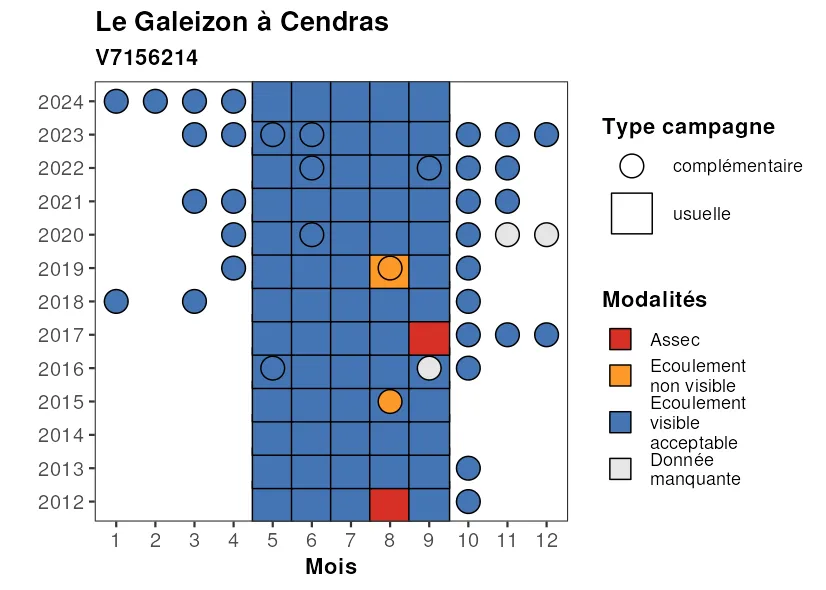 Le Galeizon à Cendras
V7156214
2024
2023
2022
2021
2020
2019
2018
2017
2016
2015
2014
2013
2012
1 2 3 4 5 6 7 8 9 10 11 12
Mois
Type campagne
complémentaire
usuelle
Modalités
Assec
Ecoulement
non visible
Ecoulement
visible
acceptable
Donnée
manquante